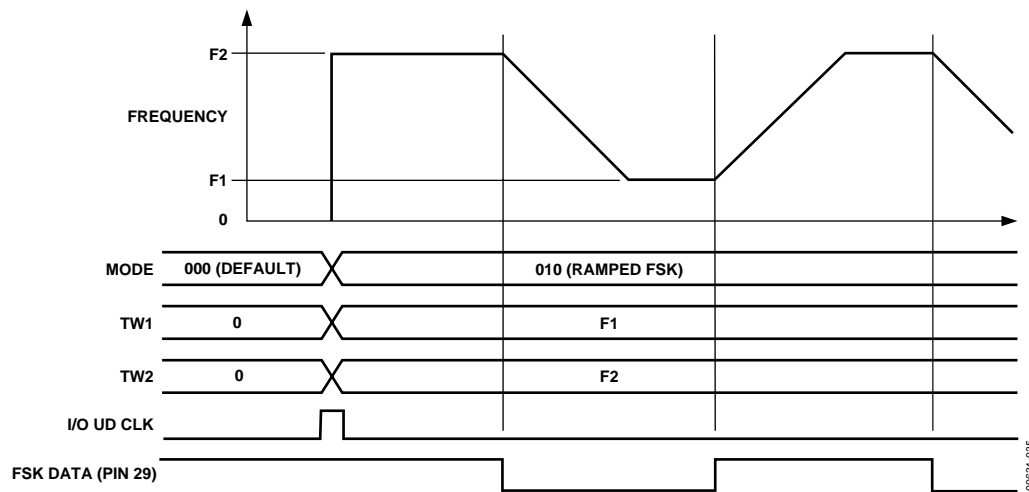 F2
FREQUENCY
F1
0
MODE 000 (DEFAULT) 010 (RAMPED FSK)
TW1 0 F1
TW2 0 F2
I/O UD CLK
FSK DATA (PIN 29)